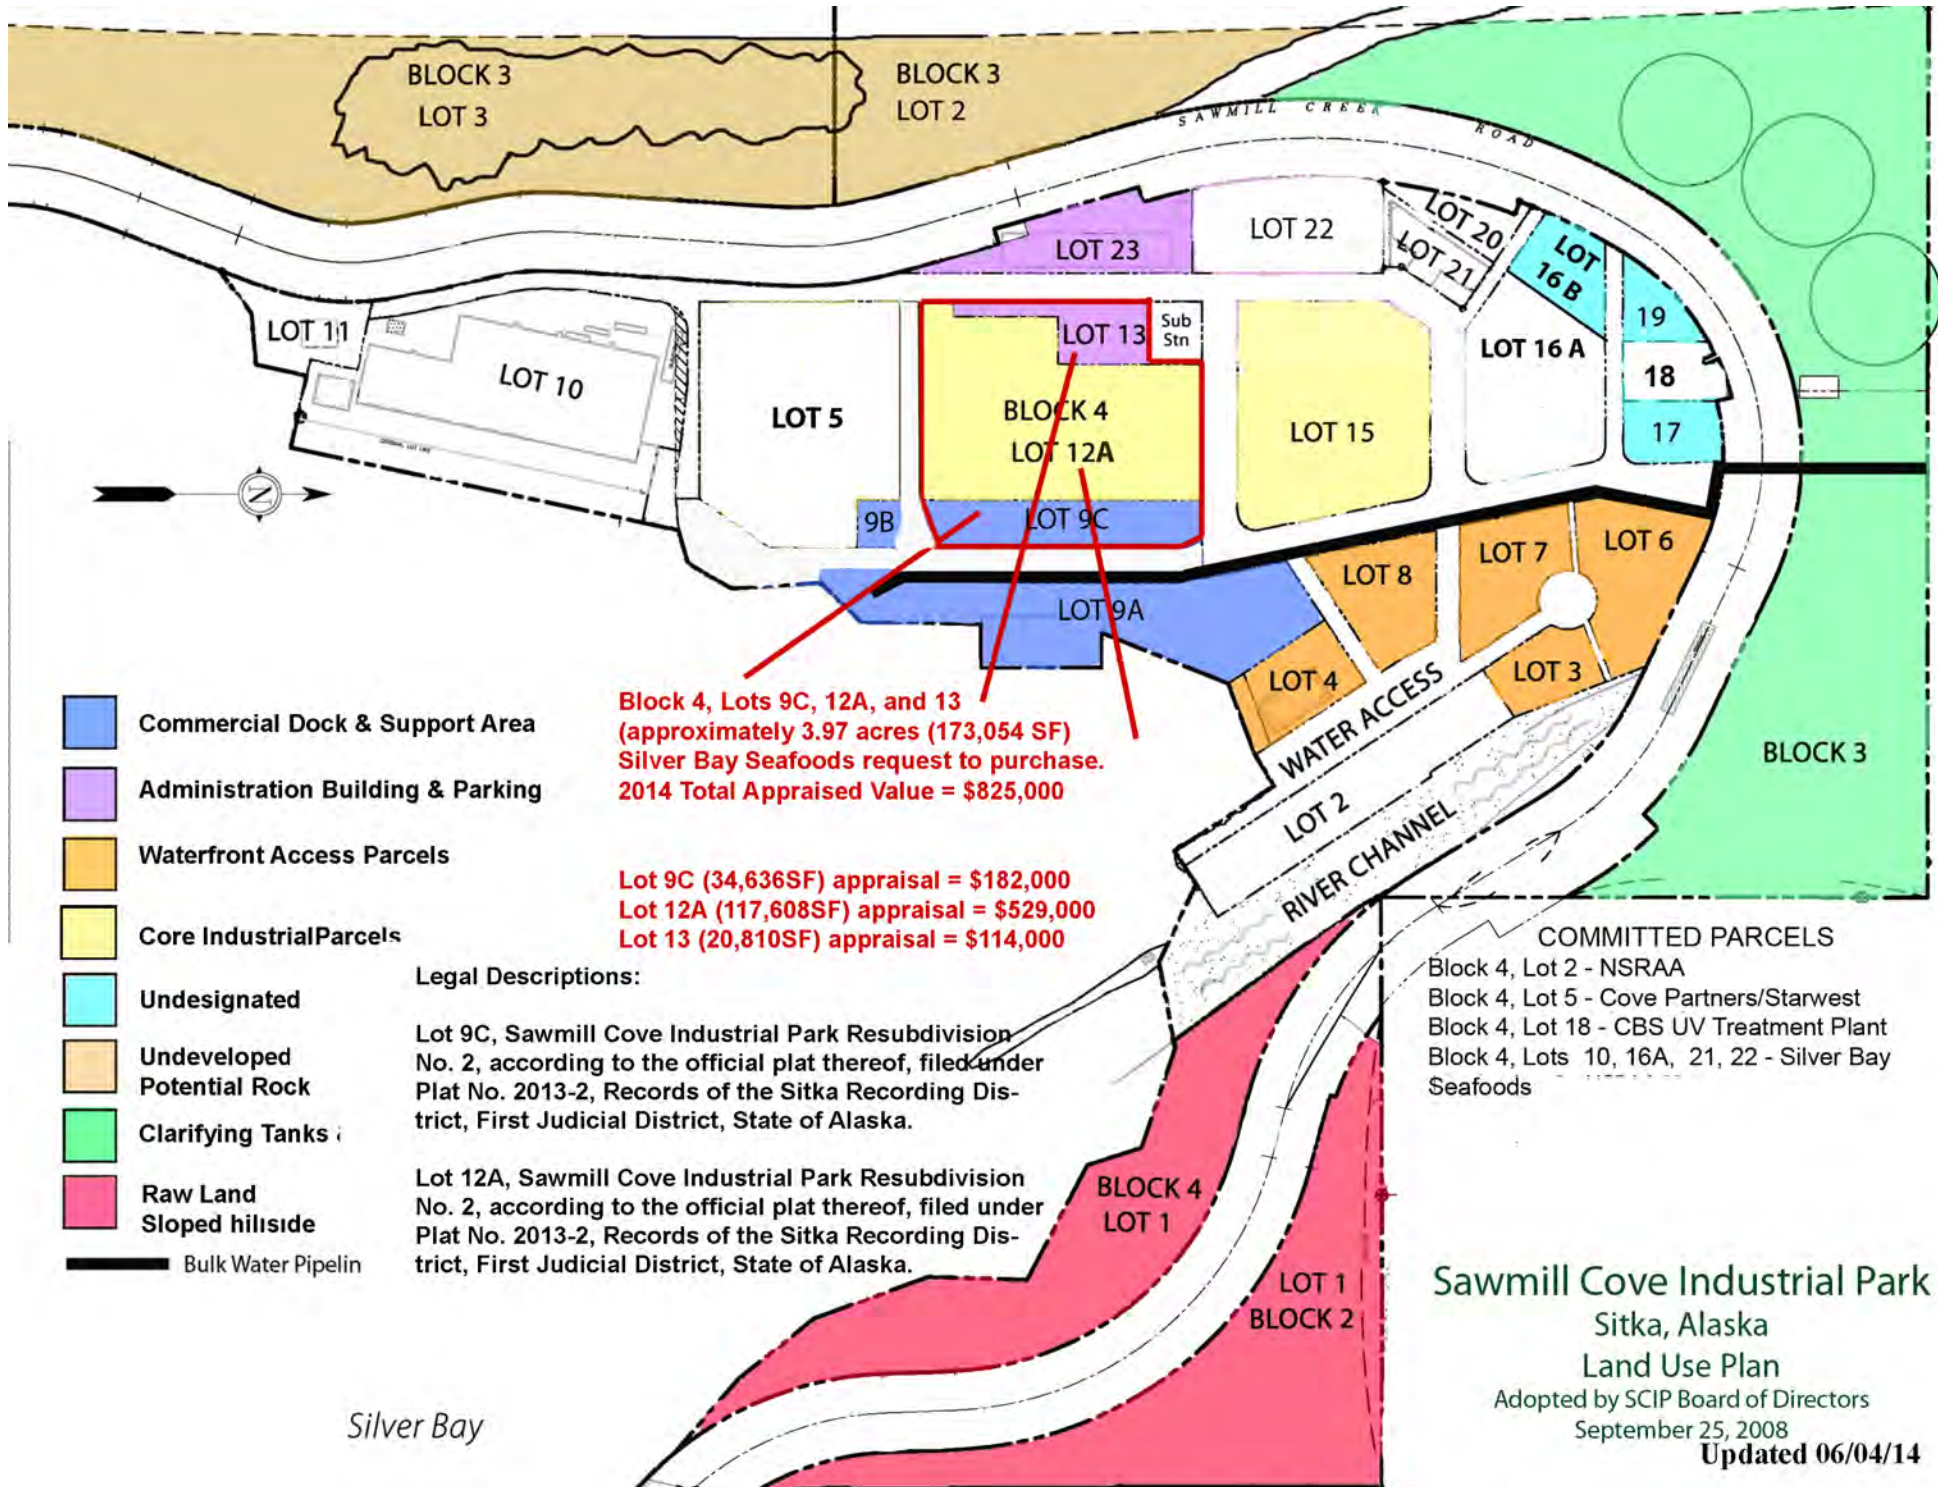 BLOCK 3
LOT 3
BLOCK 3
LOT 2
SAWMILL CREEK ROAD
LOT 23
LOT 22
LOT 20
LOT 21
LOT
16 B
19
18
17
LOT 16 A
LOT 11
LOT 10
LOT 5
LOT 13
Sub
Stn
BLOCK 4
LOT 12A
LOT 15
9B
LOT 9C
LOT 9A
LOT 8
LOT 7
LOT 6
LOT 4
LOT 3
WATER ACCESS
LOT 2
RIVER CHANNEL
BLOCK 3
N
Commercial Dock & Support Area
Administration Building & Parking
Waterfront Access Parcels
Core IndustrialParcels
Undesignated
Undeveloped
Potential Rock
Clarifying Tanks
Raw Land
Sloped hillside
Bulk Water Pipelin
Block 4, Lots 9C, 12A, and 13
(approximately 3.97 acres (173,054 SF)
Silver Bay Seafoods request to purchase.
2014 Total Appraised Value = $825,000
Lot 9C (34,636SF) appraisal = $182,000
Lot 12A (117,608SF) appraisal = $529,000
Lot 13 (20,810SF) appraisal = $114,000
Legal Descriptions:
Lot 9C, Sawmill Cove Industrial Park Resubdivision
No. 2, according to the official plat thereof, filed under
Plat No. 2013-2, Records of the Sitka Recording Dis-
trict, First Judicial District, State of Alaska.
Lot 12A, Sawmill Cove Industrial Park Resubdivision
No. 2, according to the official plat thereof, filed under
Plat No. 2013-2, Records of the Sitka Recording Dis-
trict, First Judicial District, State of Alaska.
COMMITTED PARCELS
Block 4, Lot 2 - NSRAA
Block 4, Lot 5 - Cove Partners/Starwest
Block 4, Lot 18 - CBS UV Treatment Plant
Block 4, Lots 10, 16A, 21, 22 - Silver Bay
Seafoods
BLOCK 4
LOT 1
LOT 1
BLOCK 2
Silver Bay
Sawmill Cove Industrial Park
Sitka, Alaska
Land Use Plan
Adopted by SCIP Board of Directors
September 25, 2008
Updated 06/04/14